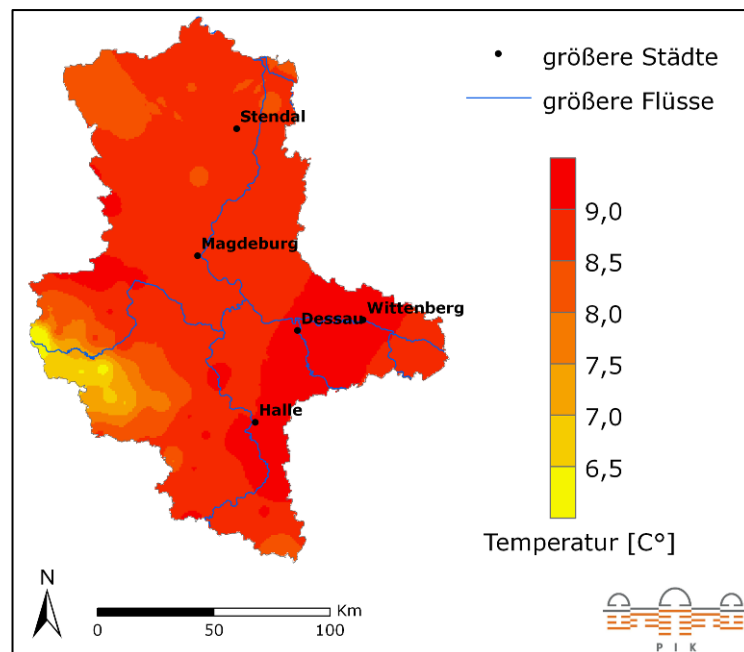 größere Städte
größere Flüsse
Stendal
Magdeburg
Wittenberg
Dessau
Halle
9,0
8,5
8,0
7,5
7,0
6,5
Temperatur [C°]
N
Km
0 50 100
P I K